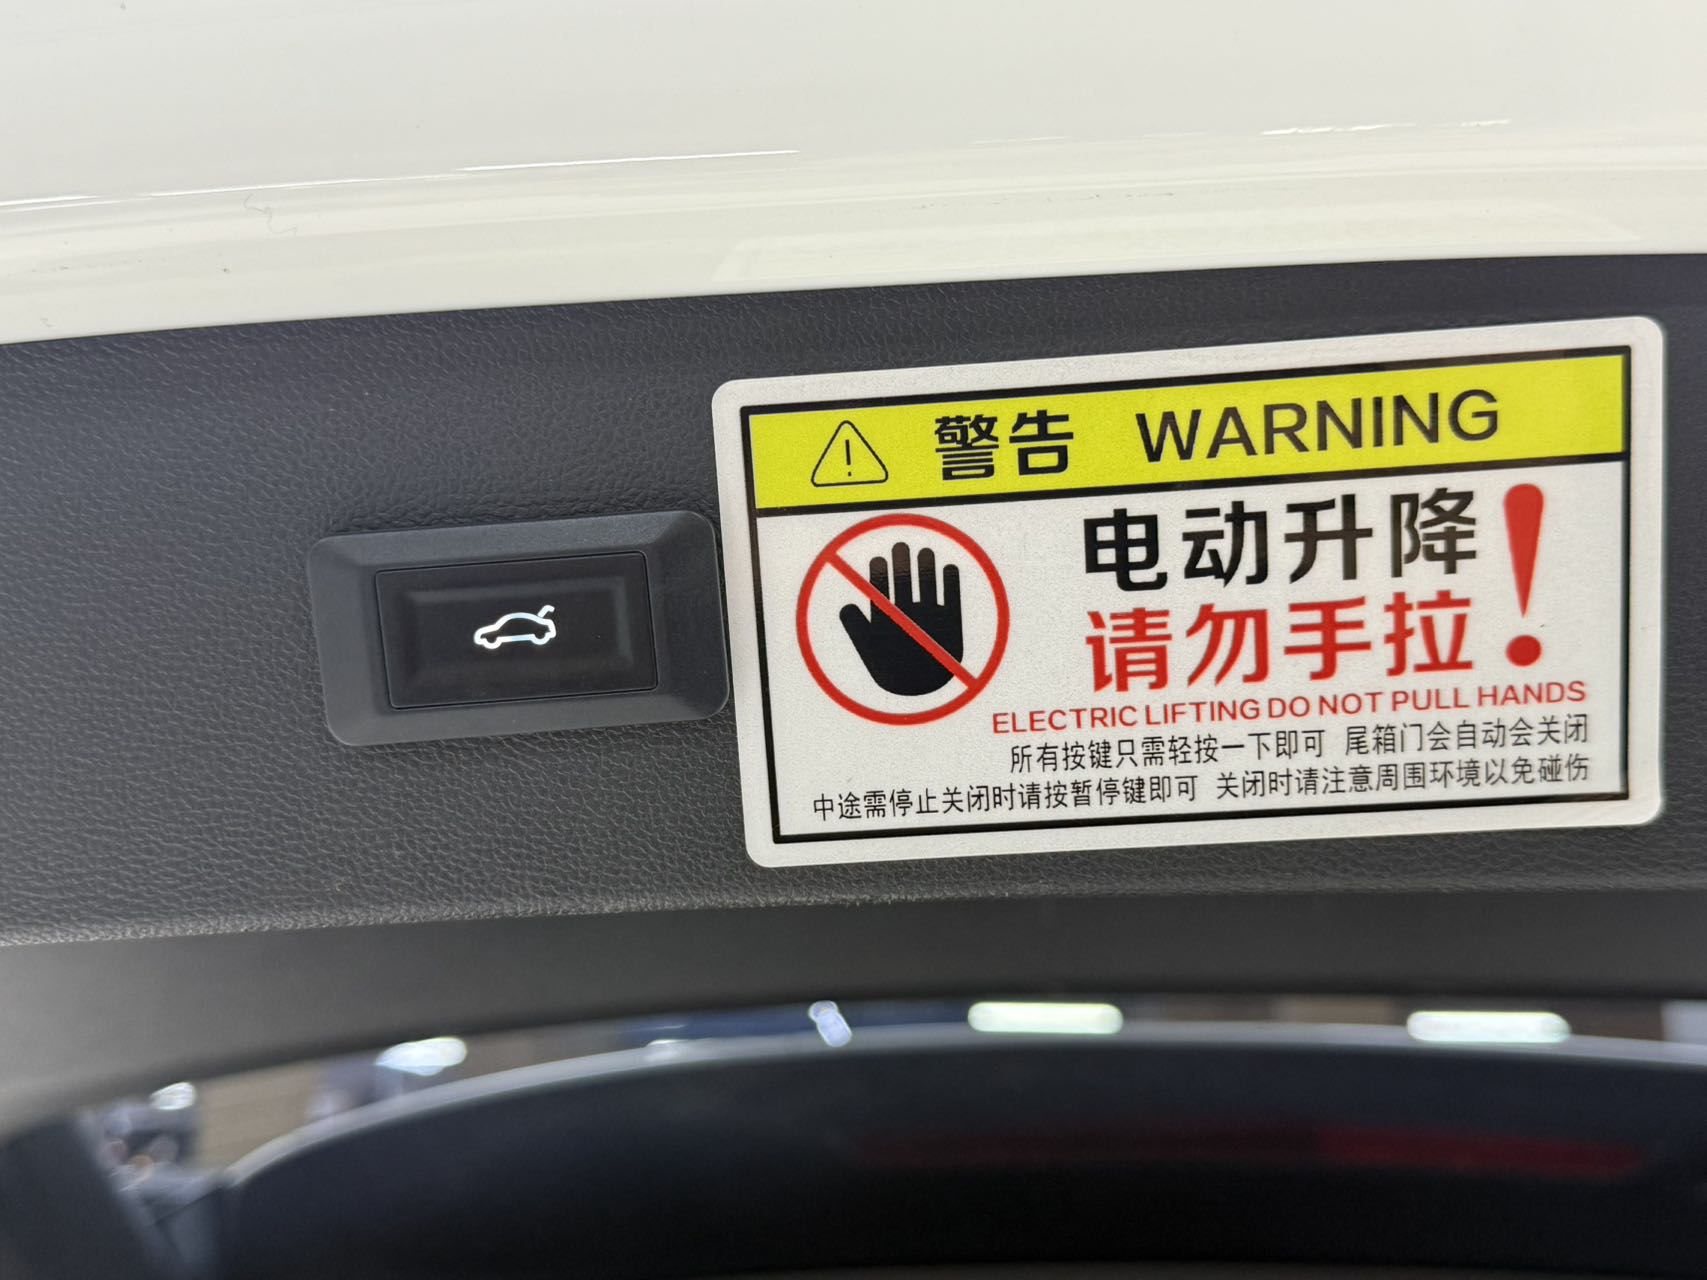 警告 WARNING
电动升降
请勿手拉!
ELECTRIC LIFTING DO NOT PULL HANDS
所有按键只需轻按一下即可 尾箱门会自动会关闭
中途需停止关闭时请按暂停键即可 关闭时请注意周围环境以免碰伤